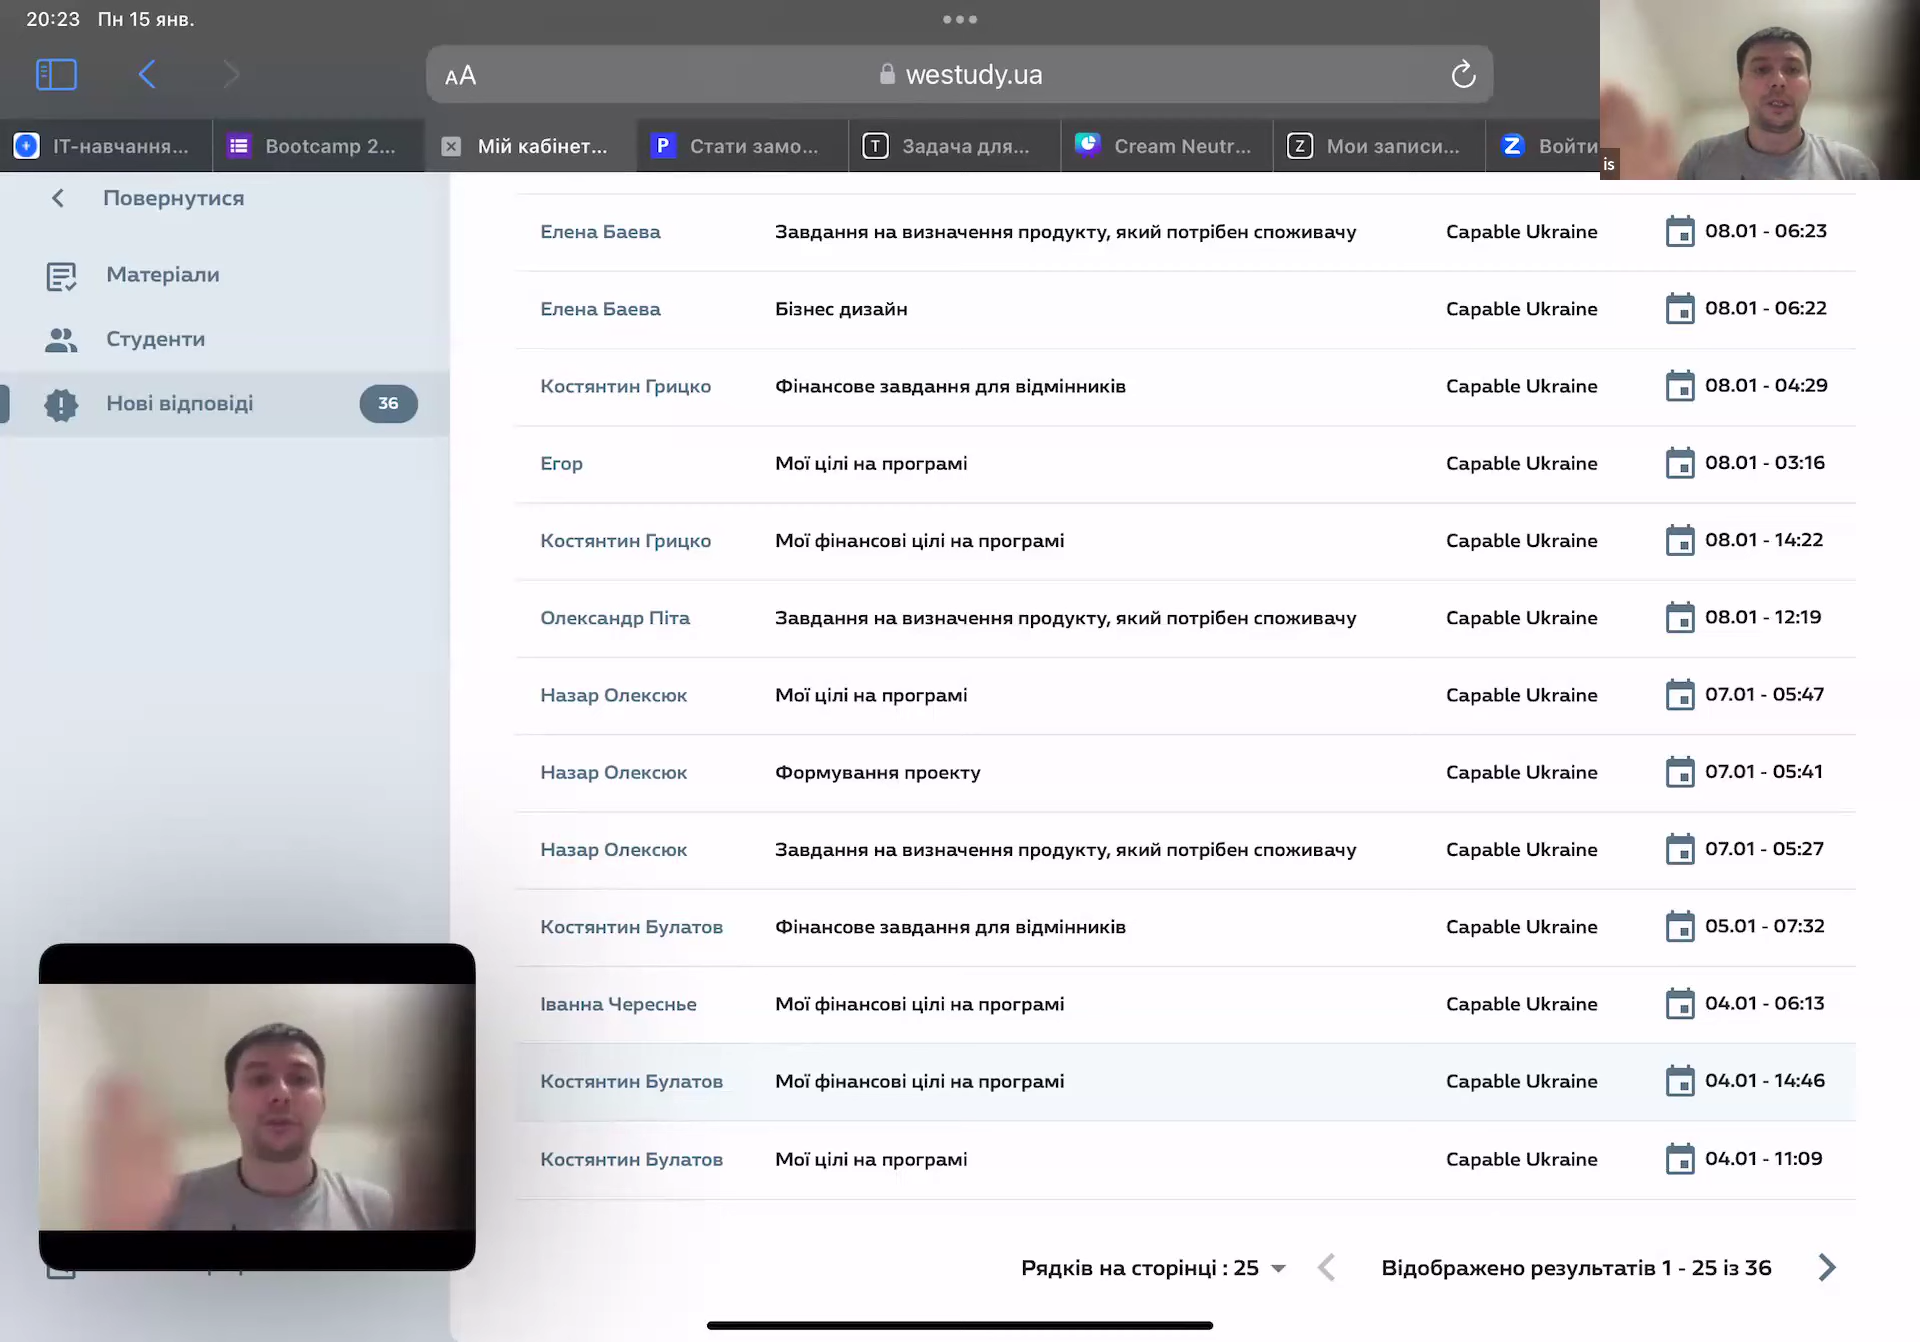 20:23 Пн 15 янв.
AA westudy.ua
ІТ-навчання... Bootcamp 2... Мій кабінет... P Стати замо... T Задача для... Cream Neutr... Z Мои записи... Z Войти
is
Повернутися
Матеріали
Студенти
Нові відповіді 36
Елена Баева Завдання на визначення продукту, який потрібен споживачу Capable Ukraine 08.01 - 06:23
Елена Баева Бізнес дизайн Capable Ukraine 08.01 - 06:22
Костянтин Грицко Фінансове завдання для відмінників Capable Ukraine 08.01 - 04:29
Егор Мої цілі на програмі Capable Ukraine 08.01 - 03:16
Костянтин Грицко Мої фінансові цілі на програмі Capable Ukraine 08.01 - 14:22
Олександр Піта Завдання на визначення продукту, який потрібен споживачу Capable Ukraine 08.01 - 12:19
Назар Олексюк Мої цілі на програмі Capable Ukraine 07.01 - 05:47
Назар Олексюк Формування проекту Capable Ukraine 07.01 - 05:41
Назар Олексюк Завдання на визначення продукту, який потрібен споживачу Capable Ukraine 07.01 - 05:27
Костянтин Булатов Фінансове завдання для відмінників Capable Ukraine 05.01 - 07:32
Іванна Череснье Мої фінансові цілі на програмі Capable Ukraine 04.01 - 06:13
Костянтин Булатов Мої фінансові цілі на програмі Capable Ukraine 04.01 - 14:46
Костянтин Булатов Мої цілі на програмі Capable Ukraine 04.01 - 11:09
Рядків на сторінці : 25 Відображено результатів 1 - 25 із 36